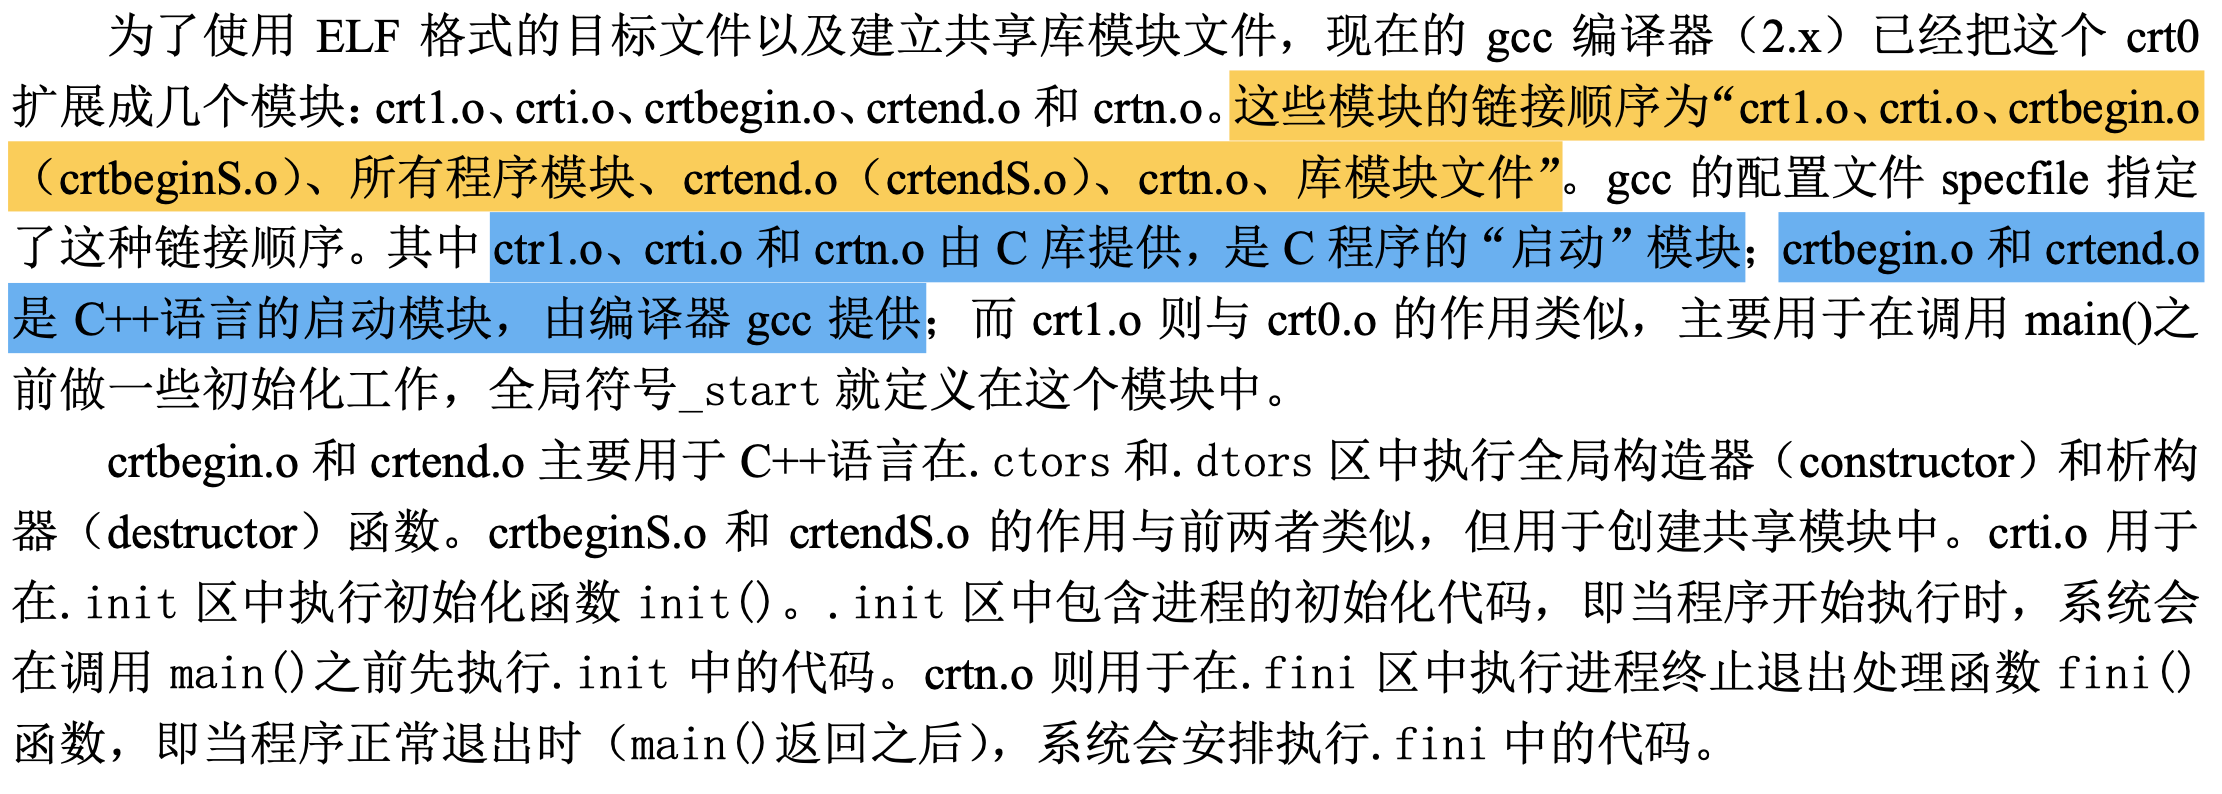 为了使用 ELF 格式的目标文件以及建立共享库模块文件，现在的 gcc 编译器（2.x）已经把这个 crt0
扩展成几个模块：crt1.o、crti.o、crtbegin.o、crtend.o 和 crtn.o。这些模块的链接顺序为“crt1.o、crti.o、crtbegin.o
（crtbeginS.o）、所有程序模块、crtend.o（crtendS.o）、crtn.o、库模块文件”。gcc 的配置文件 specfile 指定
了这种链接顺序。其中 ctr1.o、crti.o 和 crtn.o 由 C 库提供，是 C 程序的“启动”模块；crtbegin.o 和 crtend.o
是 C++语言的启动模块，由编译器 gcc 提供；而 crt1.o 则与 crt0.o 的作用类似，主要用于在调用 main()之
前做一些初始化工作，全局符号_start 就定义在这个模块中。
crtbegin.o 和 crtend.o 主要用于 C++语言在.ctors 和.dtors 区中执行全局构造器（constructor）和析构
器（destructor）函数。crtbeginS.o 和 crtendS.o 的作用与前两者类似，但用于创建共享模块中。crti.o 用于
在.init 区中执行初始化函数 init()。.init 区中包含进程的初始化代码，即当程序开始执行时，系统会
在调用 main()之前先执行.init 中的代码。crtn.o 则用于在.fini 区中执行进程终止退出处理函数 fini()
函数，即当程序正常退出时（main()返回之后），系统会安排执行.fini 中的代码。